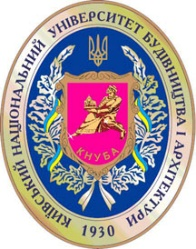 КИЇВСЬКИЙ НАЦІОНАЛЬНИЙ УНІВЕРСИТЕТ БУДІВНИЦТВА І АРХІТЕКТУРИ
КНУБА
1930